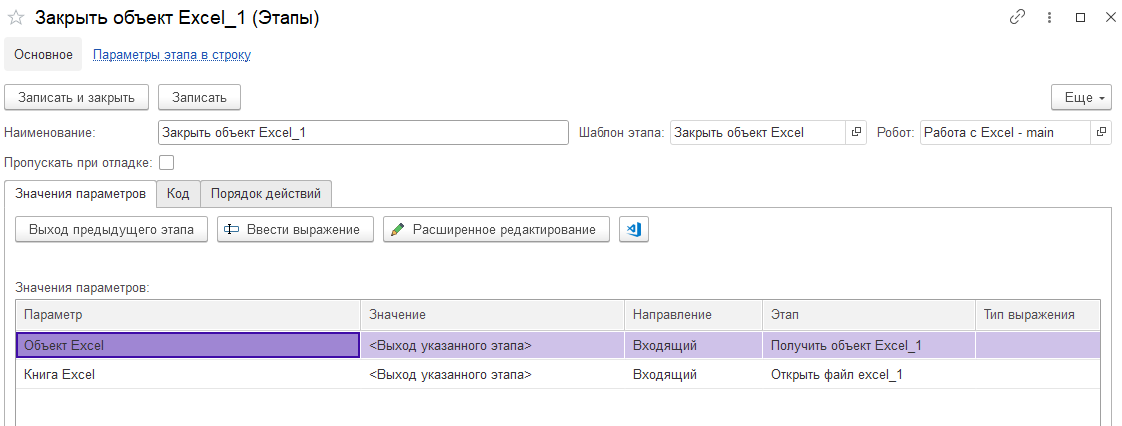 Закрыть объект Excel_1 (Этапы)
Основное Параметры этапа в строку
Записать и закрыть Записать Еще
Наименование: Закрыть объект Excel_1 Шаблон этапа: Закрыть объект Excel Робот: Работа с Excel - main
Пропускать при отладке:
Значения параметров Код Порядок действий
Выход предыдущего этапа Ввести выражение Расширенное редактирование
Значения параметров:
Параметр Значение Направление Этап Тип выражения
Объект Excel <Выход указанного этапа> Входящий Получить объект Excel_1
Книга Excel <Выход указанного этапа> Входящий Открыть файл excel_1